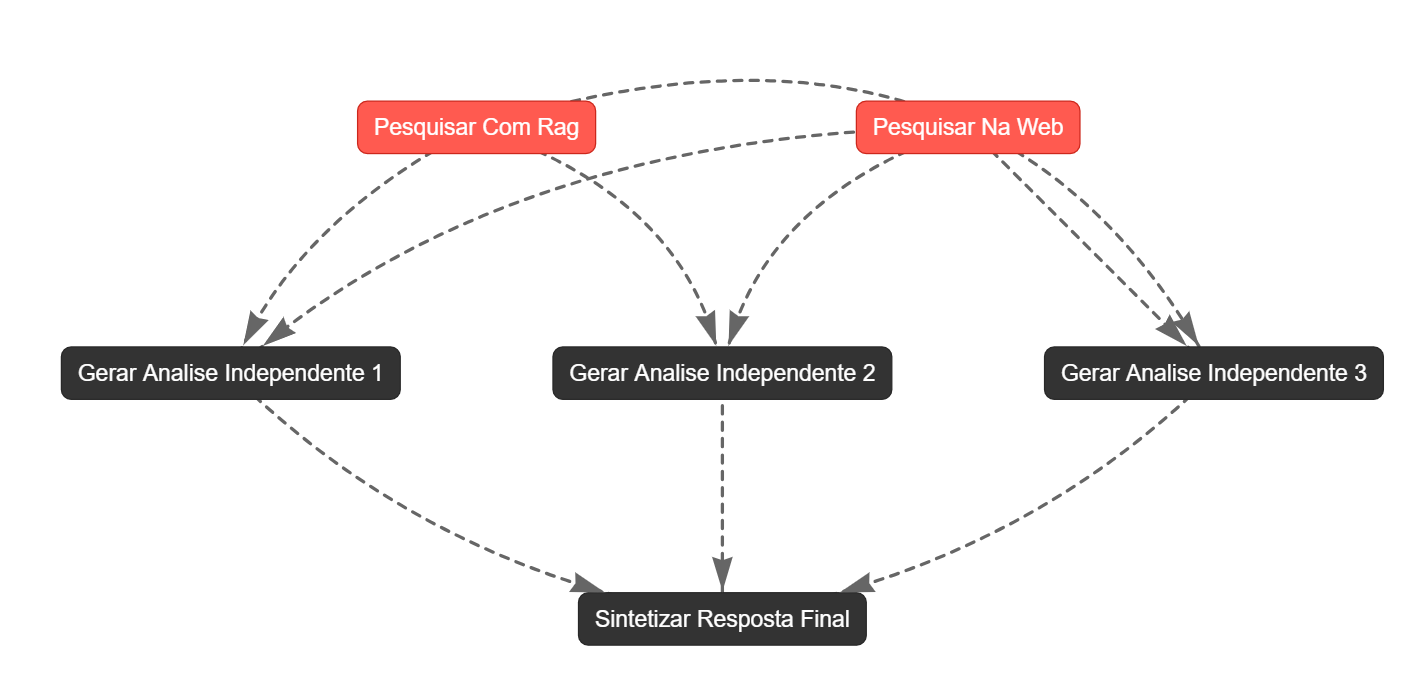 Pesquisar Com Rag
Pesquisar Na Web
Gerar Analise Independente 1
Gerar Analise Independente 2
Gerar Analise Independente 3
Sintetizar Resposta Final